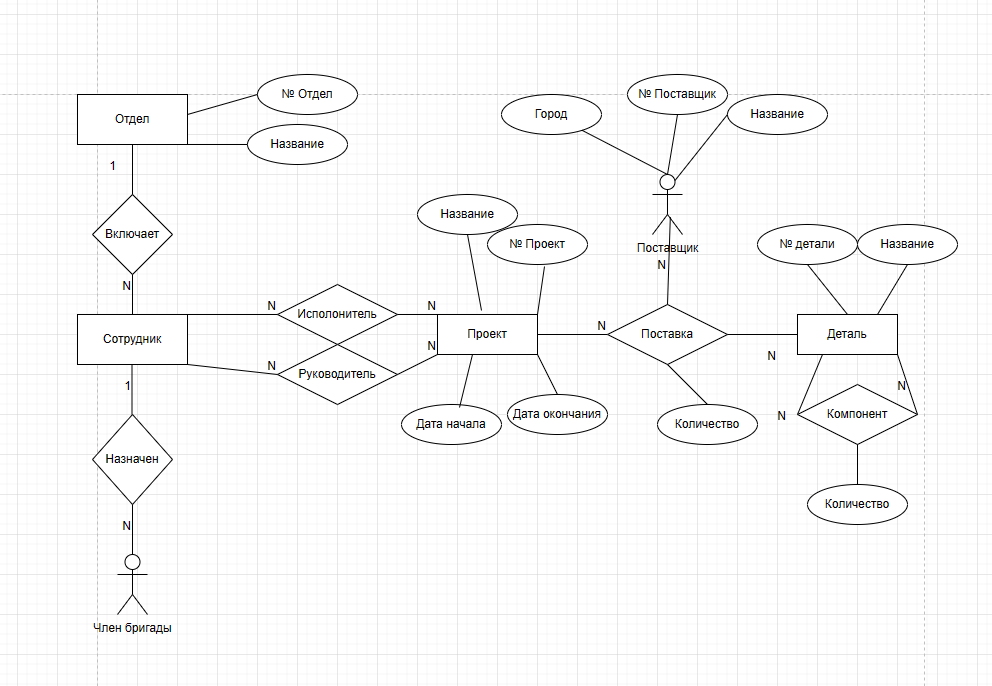 № Отдел
Отдел
Название
1
Включает
N
Сотрудник
1
Назначен
N
Член бригады
N
Исполонитель
N
N
Руководитель
N
Название
№ Проект
Проект
Дата начала
Дата окончания
Город
№ Поставщик
Название
Поставщик
N
N
Поставка
N
Количество
№ детали
Название
Деталь
N
N
Компонент
Количество